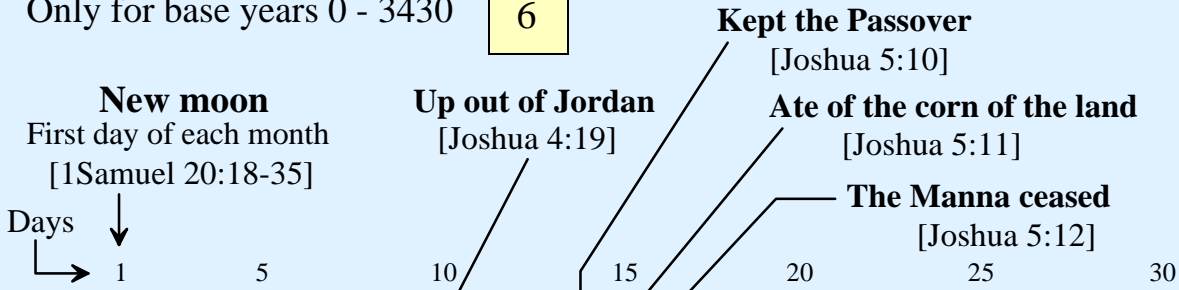 Only for base years 0 - 3430
6
Kept the Passover
[Joshua 5:10]
New moon
First day of each month
[1Samuel 20:18-35]
Up out of Jordan
[Joshua 4:19]
Ate of the corn of the land
[Joshua 5:11]
The Manna ceased
[Joshua 5:12]
Days
1 5 10 15 20 25 30